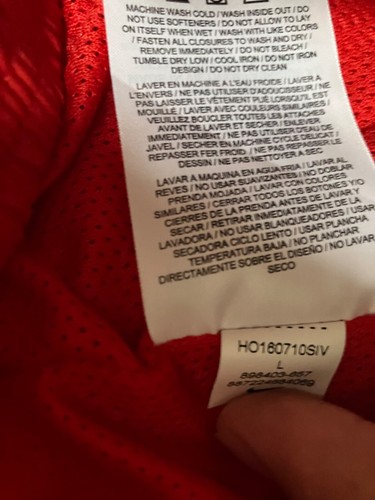 MACHINE WASH COLD / WASH INSIDE OUT / DO
NOT USE SOFTENERS / DO NOT ALLOW TO LAY
ON ITSELF WHEN WET / WASH WITH LIKE COLORS
/ FASTEN ALL CLOSURES TO WASH AND DRY /
REMOVE IMMEDIATELY / DO NOT BLEACH /
TUMBLE DRY LOW / COOL IRON / DO NOT IRON
DESIGN / DO NOT DRY CLEAN
LAVER EN MACHINE A L'EAU FROIDE / LAVER A
L'ENVERS / NE PAS UTILISER D'ADOUCISSEUR / NE
PAS LAISSER LE VÊTEMENT PLIÉ LORSQU'IL EST
MOUILLÉ / LAVER AVEC COULEURS SIMILAIRES /
VEUILLEZ BOUCLER TOUTES LES ATTACHES
AVANT DE LAVER ET SÉCHER / ENLEVER
IMMÉDIATEMENT / NE PAS UTILISER D'EAU DE
JAVEL / SECHER EN MACHINE CYCLE DELICAT /
REPASSER FER FROID / NE PAS REPASSER LE
DESSIN / NE PAS NETTOYER A SEC
LAVAR A MAQUINA EN AGUA FRIA / LAVAR AL
REVES / NO USAR SUAVIZANTES / NO DOBLAR
PRENDA MOJADA / LAVAR CON COLORES
SIMILARES / CERRAR TODOS LOS BOTONES Y/O
CIERRES DE LA PRENDA ANTES DE LAVAR Y
SECAR / RETIRAR INMEDIATAMENTE DE LA
LAVADORA / NO USAR BLANQUEADORES / USAR
SECADORA CICLO LENTO / USAR PLANCHA
TEMPERATURA BAJA / NO PLANCHAR
DIRECTAMENTE SOBRE EL DISEÑO / NO LAVAR
SECO
HO160710SIV
L
898403-657
887224884089